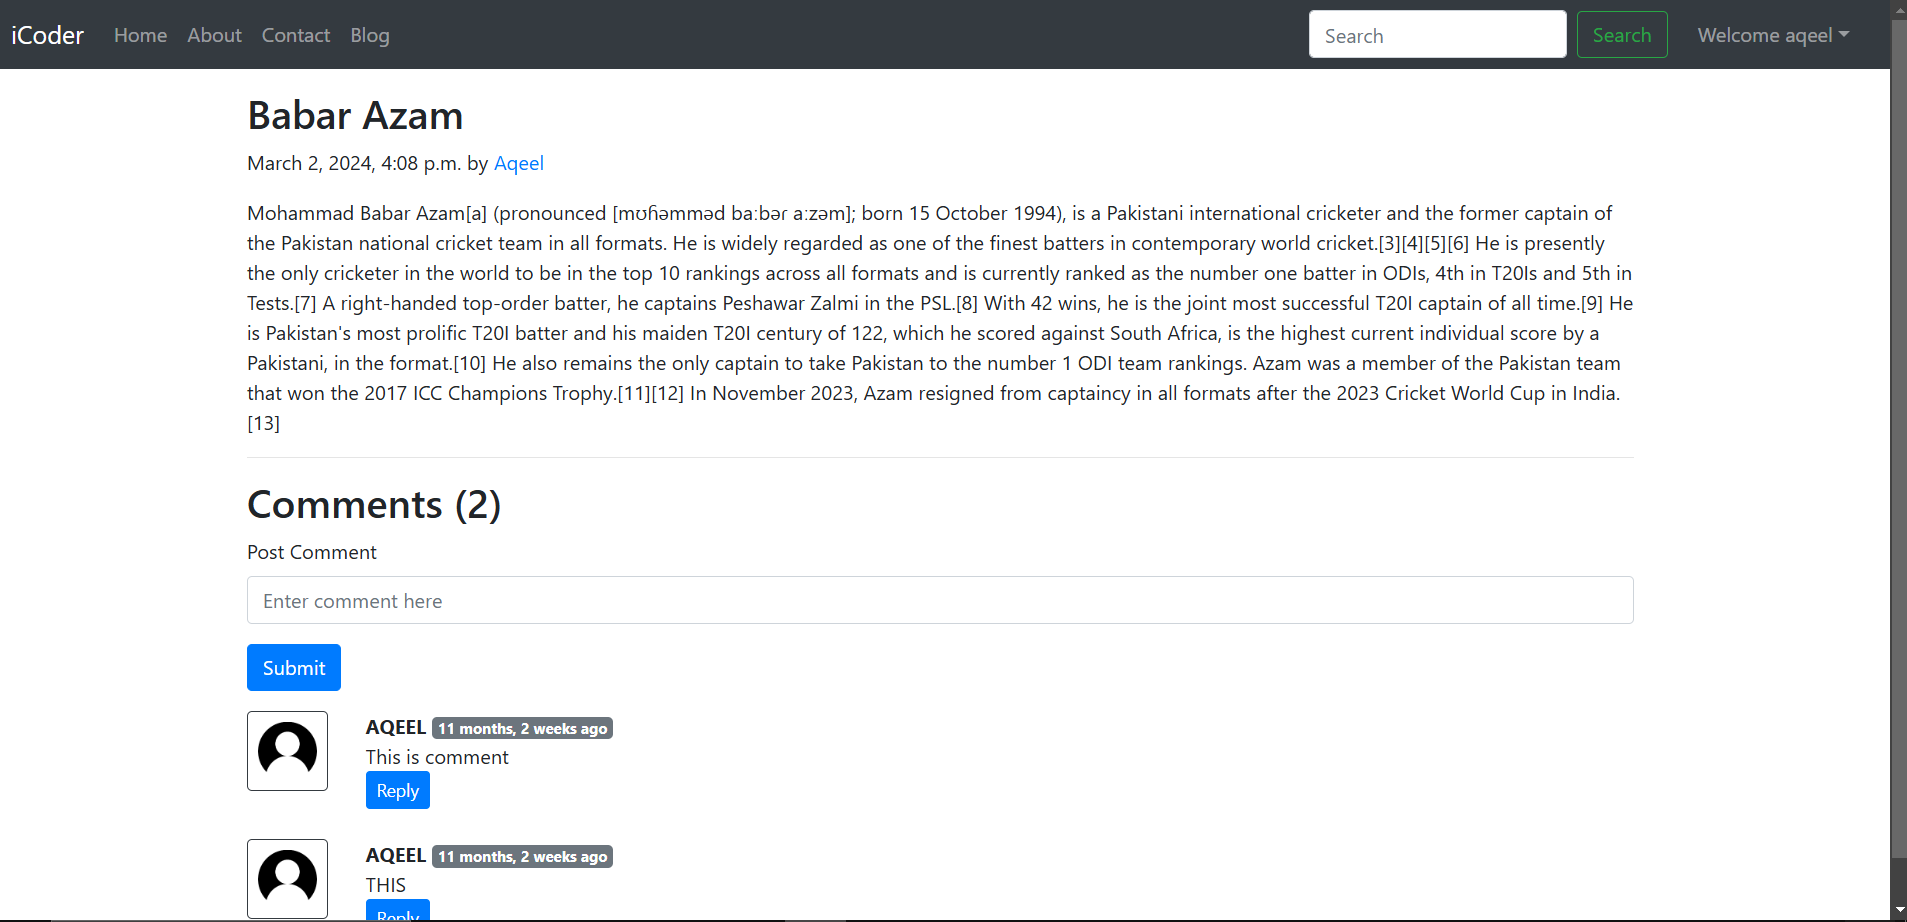 iCoder Home About Contact Blog Search Search Welcome aqeel
Babar Azam
March 2, 2024, 4:08 p.m. by Aqeel
Mohammad Babar Azam[a] (pronounced [mʊɦəmməd baːbəɾ aːzəm]; born 15 October 1994), is a Pakistani international cricketer and the former captain of
the Pakistan national cricket team in all formats. He is widely regarded as one of the finest batters in contemporary world cricket.[3][4][5][6] He is presently
the only cricketer in the world to be in the top 10 rankings across all formats and is currently ranked as the number one batter in ODIs, 4th in T20Is and 5th in
Tests.[7] A right-handed top-order batter, he captains Peshawar Zalmi in the PSL.[8] With 42 wins, he is the joint most successful T20I captain of all time.[9] He
is Pakistan's most prolific T20I batter and his maiden T20I century of 122, which he scored against South Africa, is the highest current individual score by a
Pakistani, in the format.[10] He also remains the only captain to take Pakistan to the number 1 ODI team rankings. Azam was a member of the Pakistan team
that won the 2017 ICC Champions Trophy.[11][12] In November 2023, Azam resigned from captaincy in all formats after the 2023 Cricket World Cup in India.
[13]
Comments (2)
Post Comment
Enter comment here
Submit
AQEEL 11 months, 2 weeks ago
This is comment
Reply
AQEEL 11 months, 2 weeks ago
THIS
Reply